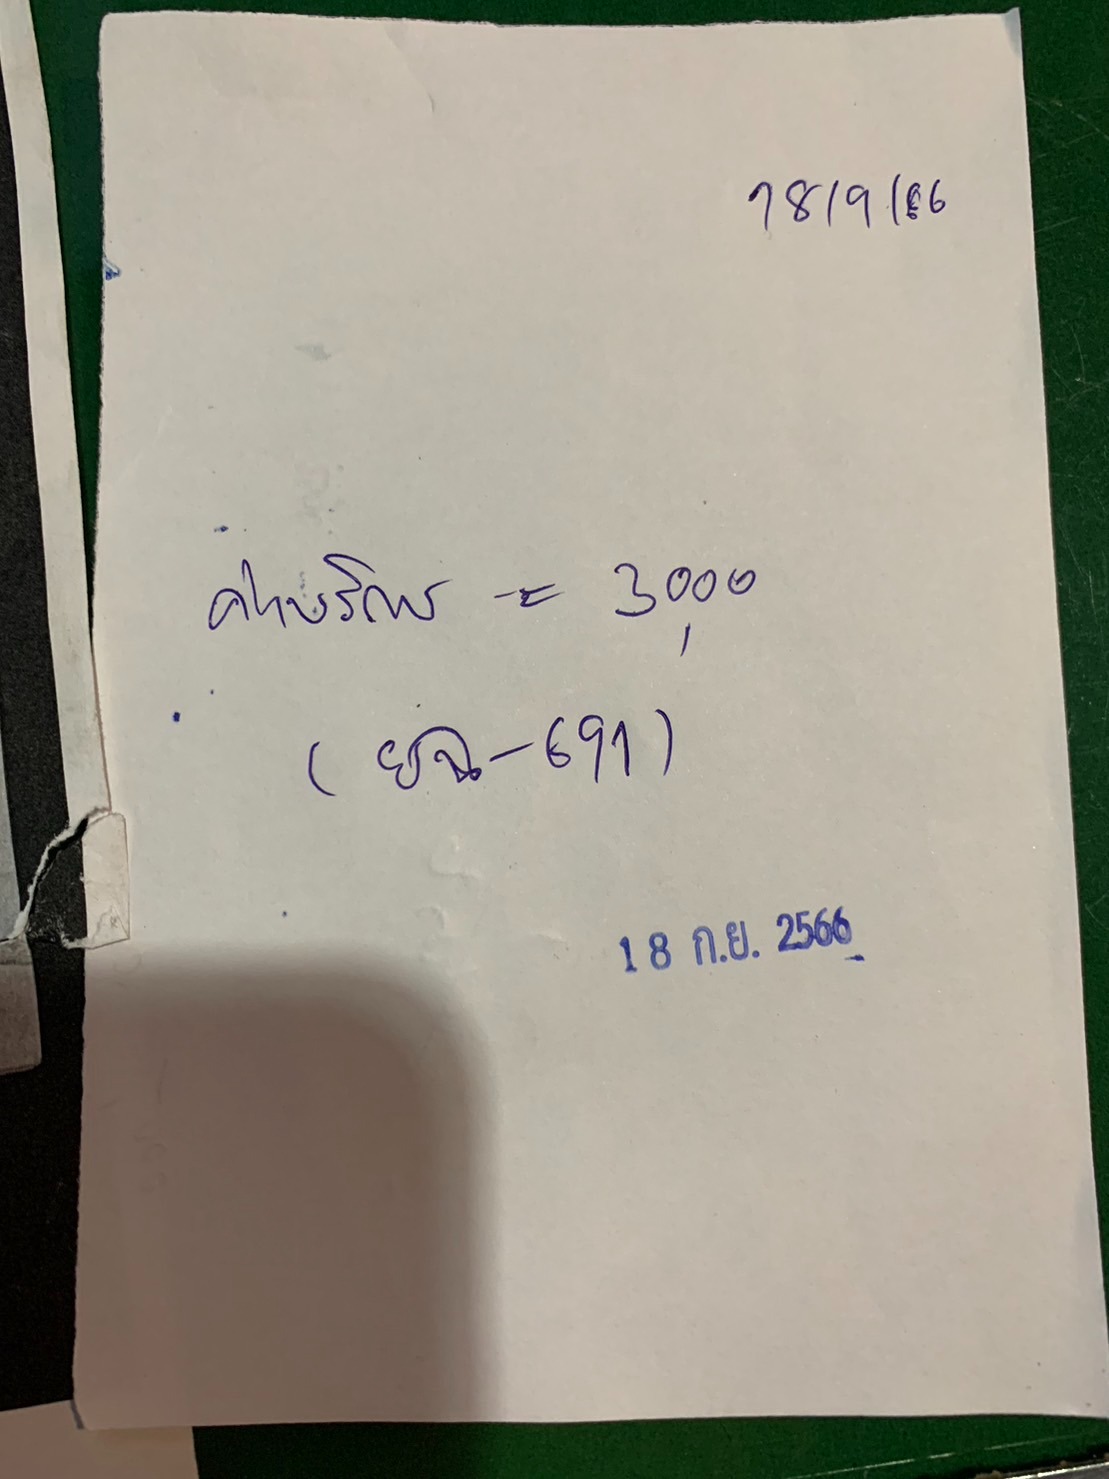 18/9/66
ค่าบริการ = 3,000
(ยฉ-691)
18 ก.ย. 2566